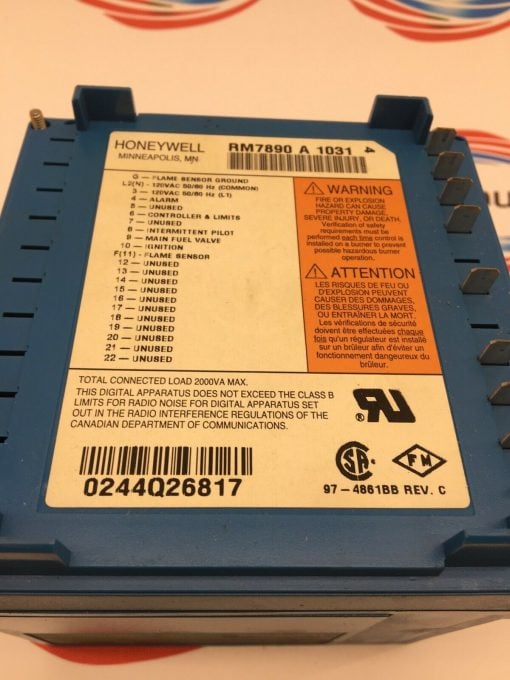 HONEYWELL
MINNEAPOLIS, MN
RM7890 A 1031 4
G – FLAME SENSOR GROUND
L2(N) - 120VAC 50/60 Hz (COMMON)
3 – 120VAC 50/60 Hz (L1)
4 – ALARM
5 – UNUSED
6 – CONTROLLER & LIMITS
7 – UNUSED
8 – INTERMITTENT PILOT
9 – MAIN FUEL VALVE
10 – IGNITION
F(11) – FLAME SENSOR
12 – UNUSED
13 – UNUSED
14 – UNUSED
15 – UNUSED
16 – UNUSED
17 – UNUSED
18 – UNUSED
19 – UNUSED
20 – UNUSED
21 – UNUSED
22 – UNUSED
WARNING
FIRE OR EXPLOSION
HAZARD CAN CAUSE
PROPERTY DAMAGE,
SEVERE INJURY, OR DEATH.
Verification of safety
requirements must be
performed each time control is
installed on a burner to prevent
possible hazardous burner
operation.
ATTENTION
LES RISQUES DE FEU OU
D'EXPLOSION PEUVENT
CAUSER DES DOMMAGES,
DES BLESSURES GRAVES,
OU ENTRAÎNER LA MORT.
Les vérifications de sécurité
doivent être effectuées chaque
fois qu'un régulateur est installé
sur un brûleur afin d'éviter un
fonctionnement dangeureux du
brûleur.
TOTAL CONNECTED LOAD 2000VA MAX.
THIS DIGITAL APPARATUS DOES NOT EXCEED THE CLASS B
LIMITS FOR RADIO NOISE FOR DIGITAL APPARATUS SET
OUT IN THE RADIO INTERFERENCE REGULATIONS OF THE
CANADIAN DEPARTMENT OF COMMUNICATIONS.
0244Q26817
SA
FM
97-4861BB REV. C